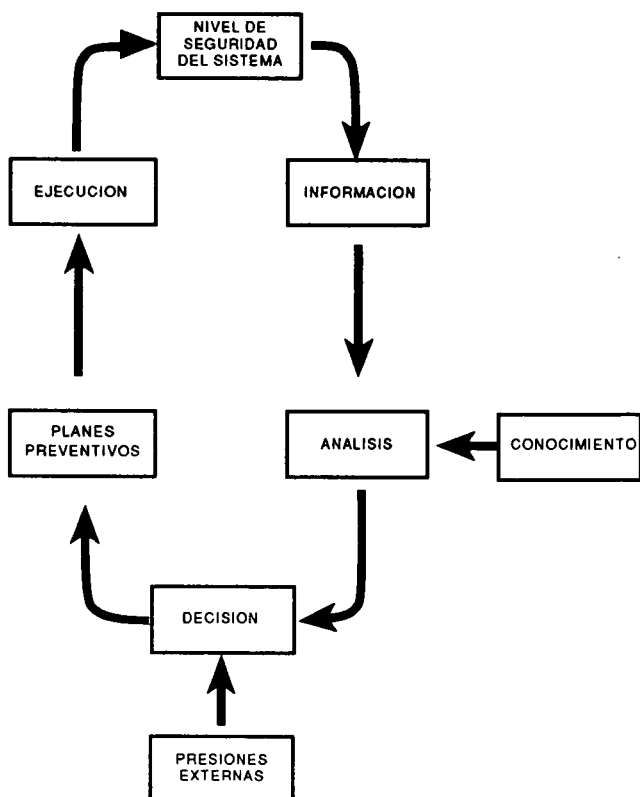 NIVEL DE
SEGURIDAD
DEL SISTEMA
EJECUCION
INFORMACION
PLANES
PREVENTIVOS
ANALISIS
CONOCIMIENTO
DECISION
PRESIONES
EXTERNAS